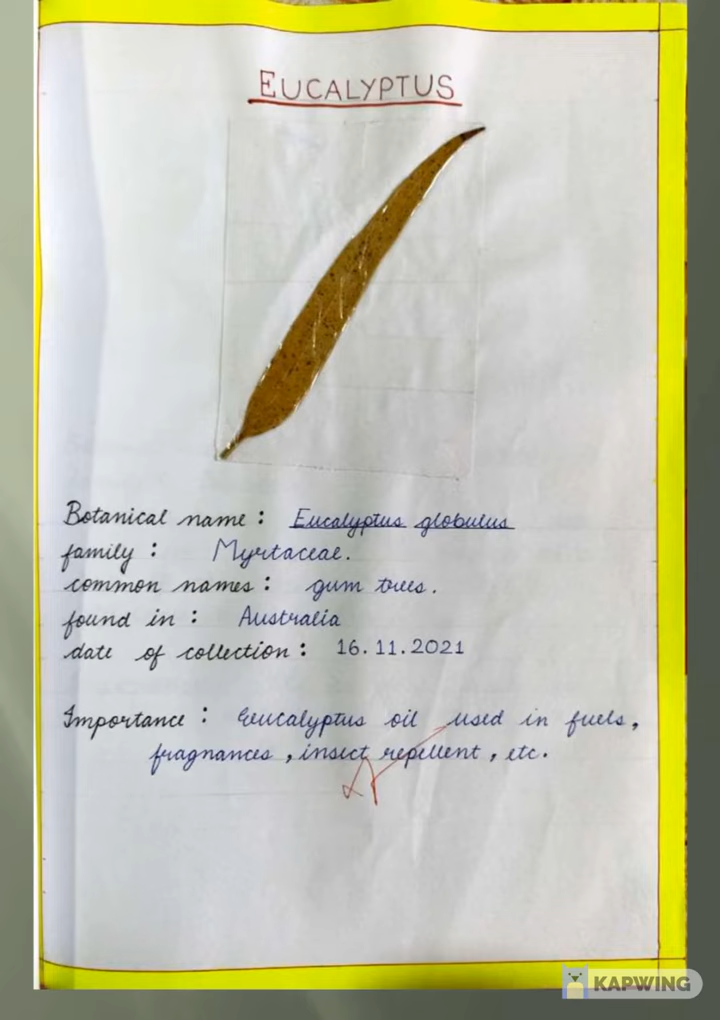 EUCALYPTUS
Botanical name : Eucalyptus globulus
family : Myrtaceae.
common names : gum trees.
found in : Australia
date of collection : 16.11.2021
Importance : Eeucalyptus oil used in fuels,
fragnances, insect repellent, etc.
KAPWING